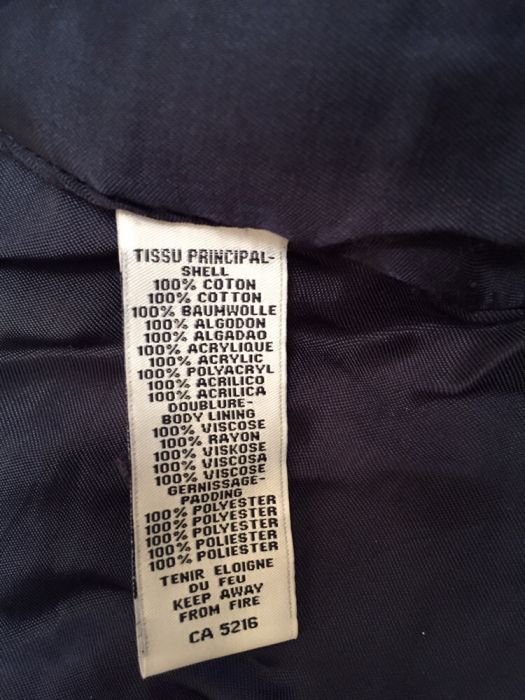 TISSU PRINCIPAL-
SHELL
100% COTON
100% COTTON
100% BAUMWOLLE
100% ALGODON
100% ALGADAO
100% ACRYLIQUE
100% ACRYLIC
100% POLYACRYL
100% ACRILICO
100% ACRILICA
DOUBLURE-
BODY LINING
100% VISCOSE
100% RAYON
100% VISKOSE
100% VISCOSA
100% VISCOSE
GERNISSAGE-
PADDING
100% POLYESTER
100% POLYESTER
100% POLYESTER
100% POLIESTER
100% POLIESTER
TENIR ELOIGNE
DU FEU
KEEP AWAY
FROM FIRE
CA 5216